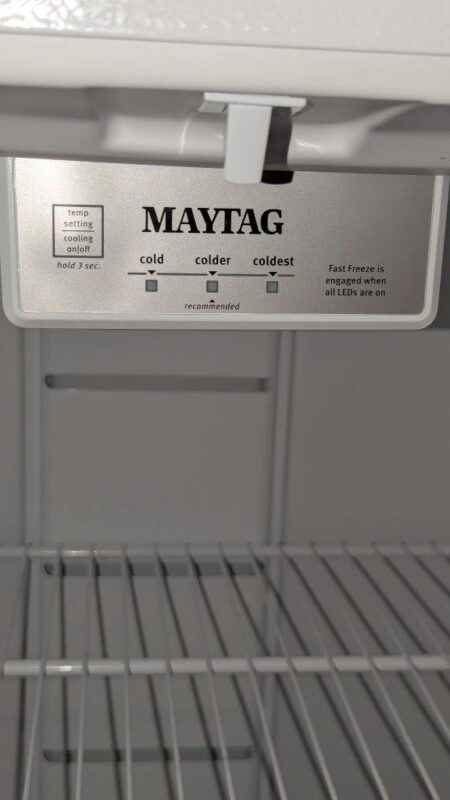 temp
setting
cooling
on/off
hold 3 sec.
MAYTAG
cold colder coldest
recommended
Fast Freeze is
engaged when
all LEDs are on